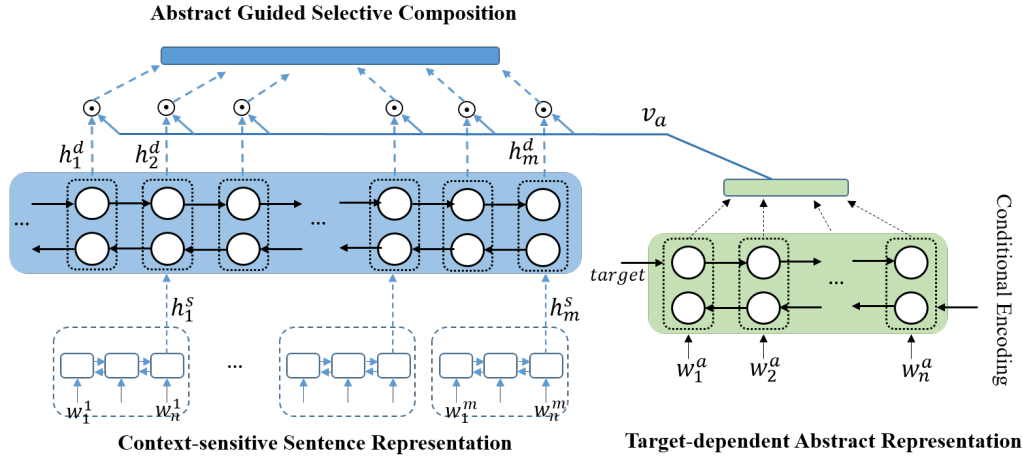 Abstract Guided Selective Composition
v_a
h_1^d h_2^d h_m^d
... ...
target ...
Conditional Encoding
h_1^s h_m^s
...
w_1^1 w_n^1 w_1^m w_n^m
w_1^a w_2^a w_n^a
Context-sensitive Sentence Representation
Target-dependent Abstract Representation